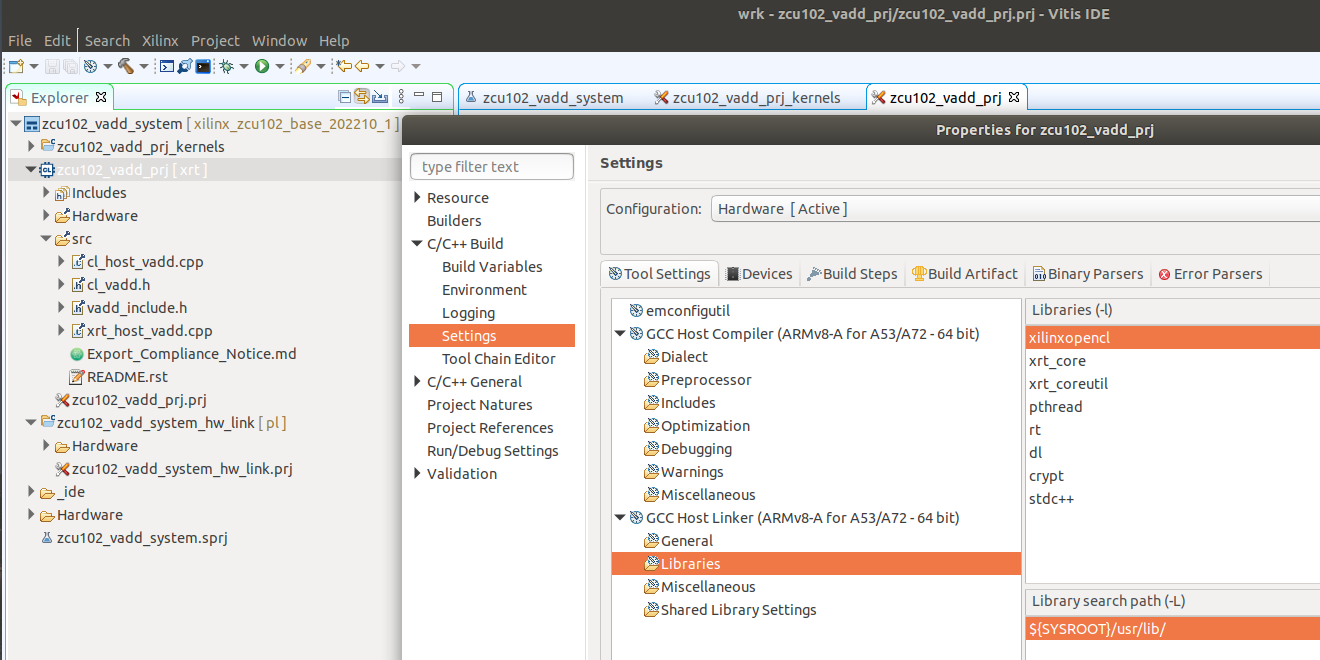 wrk - zcu102_vadd_prj/zcu102_vadd_prj.prj - Vitis IDE
File Edit Search Xilinx Project Window Help
Explorer
zcu102_vadd_system [ xilinx_zcu102_base_202210_1 ]
zcu102_vadd_prj_kernels
zcu102_vadd_prj [ xrt ]
Includes
Hardware
src
cl_host_vadd.cpp
cl_vadd.h
vadd_include.h
xrt_host_vadd.cpp
Export_Compliance_Notice.md
README.rst
zcu102_vadd_prj.prj
zcu102_vadd_system_hw_link [ pl ]
Hardware
zcu102_vadd_system_hw_link.prj
_ide
Hardware
zcu102_vadd_system.sprj
zcu102_vadd_system zcu102_vadd_prj_kernels zcu102_vadd_prj
Properties for zcu102_vadd_prj
type filter text
Resource
Builders
C/C++ Build
Build Variables
Environment
Logging
Settings
Tool Chain Editor
C/C++ General
Project Natures
Project References
Run/Debug Settings
Validation
Settings
Configuration: Hardware [ Active ]
Tool Settings Devices Build Steps Build Artifact Binary Parsers Error Parsers
emconfigutil
GCC Host Compiler (ARMv8-A for A53/A72 - 64 bit)
Dialect
Preprocessor
Includes
Optimization
Debugging
Warnings
Miscellaneous
GCC Host Linker (ARMv8-A for A53/A72 - 64 bit)
General
Libraries
Miscellaneous
Shared Library Settings
Libraries (-l)
xilinxopencl
xrt_core
xrt_coreutil
pthread
rt
dl
crypt
stdc++
Library search path (-L)
${SYSROOT}/usr/lib/